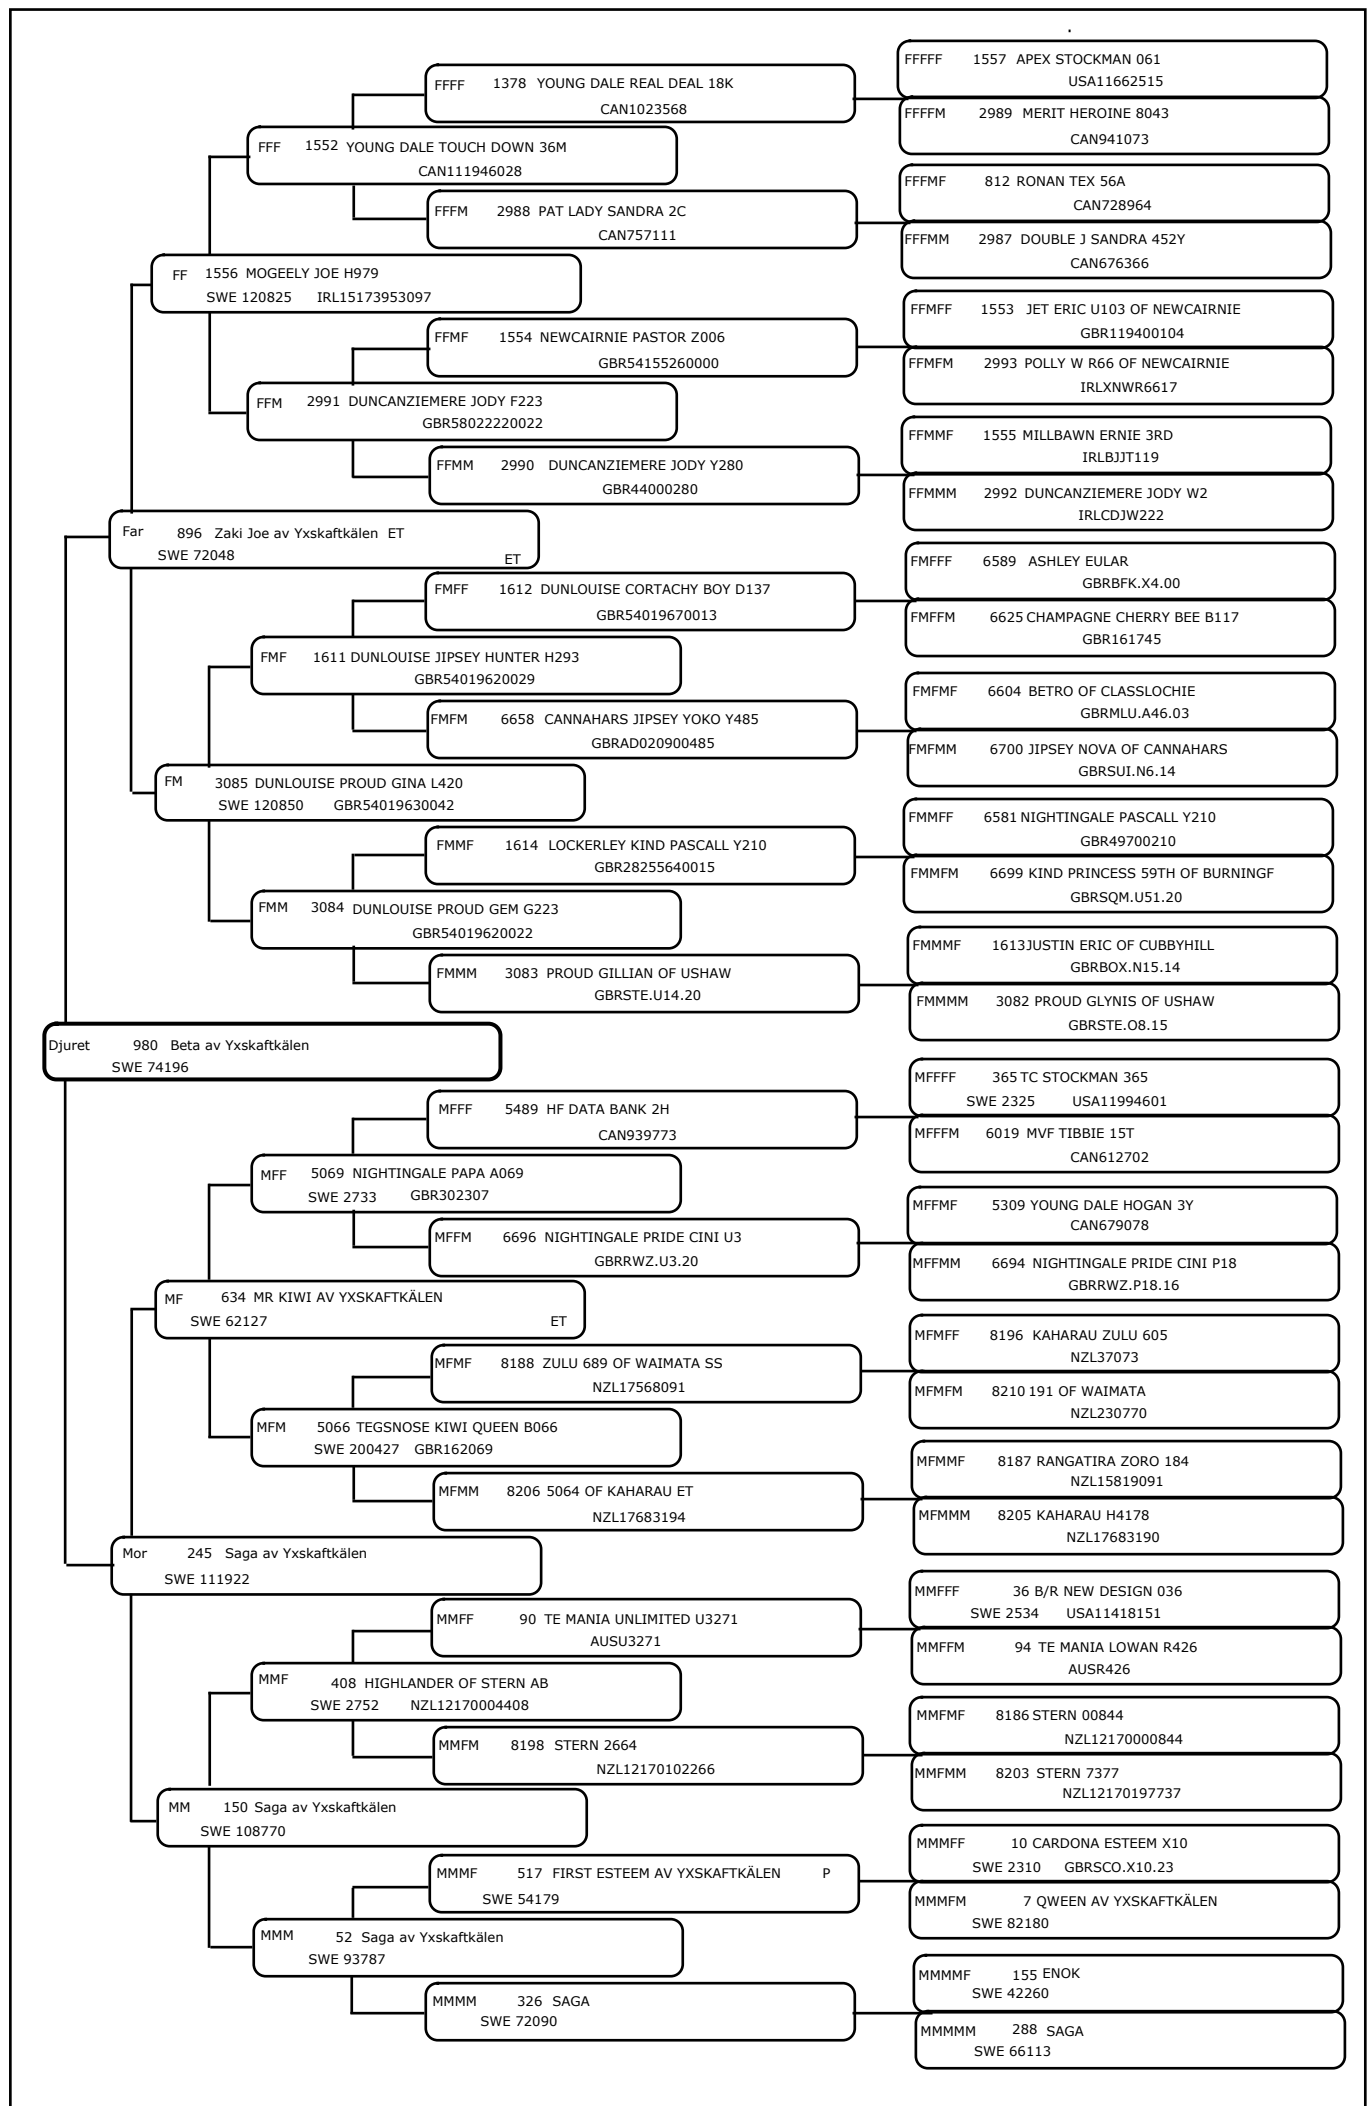 FFFFF 1557 APEX STOCKMAN 061
USA11662515
FFFF 1378 YOUNG DALE REAL DEAL 18K
CAN1023568
FFFFM 2989 MERIT HEROINE 8043
CAN941073
FFF 1552 YOUNG DALE TOUCH DOWN 36M
CAN111946028
FFFMF 812 RONAN TEX 56A
CAN728964
FFFM 2988 PAT LADY SANDRA 2C
CAN757111
FFFMM 2987 DOUBLE J SANDRA 452Y
CAN676366
FF 1556 MOGEELY JOE H979
SWE 120825 IRL15173953097
FFMFF 1553 JET ERIC U103 OF NEWCAIRNIE
GBR119400104
FFMF 1554 NEWCAIRNIE PASTOR Z006
GBR54155260000
FFMFM 2993 POLLY W R66 OF NEWCAIRNIE
IRLXNWR6617
FFM 2991 DUNCANZIEMERE JODY F223
GBR58022220022
FFMMF 1555 MILLBAWN ERNIE 3RD
IRLBJJT119
FFMM 2990 DUNCANZIEMERE JODY Y280
GBR44000280
FFMMM 2992 DUNCANZIEMERE JODY W2
IRLCDJW222
Far 896 Zaki Joe av Yxskaftkälen ET
SWE 72048 ET
FMFFF 6589 ASHLEY EULAR
GBRBFK.X4.00
FMFF 1612 DUNLOUISE CORTACHY BOY D137
GBR54019670013
FMFFM 6625 CHAMPAGNE CHERRY BEE B117
GBR161745
FMF 1611 DUNLOUISE JIPSEY HUNTER H293
GBR54019620029
FMFMF 6604 BETRO OF CLASSLOCHIE
GBRMLU.A46.03
FMFM 6658 CANNAHARS JIPSEY YOKO Y485
GBRAD020900485
FMFMM 6700 JIPSEY NOVA OF CANNAHARS
GBRSUI.N6.14
FM 3085 DUNLOUISE PROUD GINA L420
SWE 120850 GBR54019630042
FMMFF 6581 NIGHTINGALE PASCALL Y210
GBR49700210
FMMF 1614 LOCKERLEY KIND PASCALL Y210
GBR28255640015
FMMFM 6699 KIND PRINCESS 59TH OF BURNINGF
GBRSQM.U51.20
FMM 3084 DUNLOUISE PROUD GEM G223
GBR54019620022
FMMMF 1613JUSTIN ERIC OF CUBBYHILL
GBRBOX.N15.14
FMMM 3083 PROUD GILLIAN OF USHAW
GBRSTE.U14.20
FMMMM 3082 PROUD GLYNIS OF USHAW
GBRSTE.O8.15
Djuret 980 Beta av Yxskaftkälen
SWE 74196
MFFFF 365 TC STOCKMAN 365
SWE 2325 USA11994601
MFFF 5489 HF DATA BANK 2H
CAN939773
MFFFM 6019 MVF TIBBIE 15T
CAN612702
MFF 5069 NIGHTINGALE PAPA A069
SWE 2733 GBR302307
MFFMF 5309 YOUNG DALE HOGAN 3Y
CAN679078
MFFM 6696 NIGHTINGALE PRIDE CINI U3
GBRRWZ.U3.20
MFFMM 6694 NIGHTINGALE PRIDE CINI P18
GBRRWZ.P18.16
MF 634 MR KIWI AV YXSKAFTKÄLEN
SWE 62127 ET
MFMFF 8196 KAHARAU ZULU 605
NZL37073
MFMF 8188 ZULU 689 OF WAIMATA SS
NZL17568091
MFMFM 8210 191 OF WAIMATA
NZL230770
MFM 5066 TEGSNOSE KIWI QUEEN B066
SWE 200427 GBR162069
MFMMF 8187 RANGATIRA ZORO 184
NZL15819091
MFMM 8206 5064 OF KAHARAU ET
NZL17683194
MFMMM 8205 KAHARAU H4178
NZL17683190
Mor 245 Saga av Yxskaftkälen
SWE 111922
MMFFF 36 B/R NEW DESIGN 036
SWE 2534 USA11418151
MMFF 90 TE MANIA UNLIMITED U3271
AUSU3271
MMFFM 94 TE MANIA LOWAN R426
AUSR426
MMF 408 HIGHLANDER OF STERN AB
SWE 2752 NZL12170004408
MMFMF 8186 STERN 00844
NZL12170000844
MMFM 8198 STERN 2664
NZL12170102266
MMFMM 8203 STERN 7377
NZL12170197737
MM 150 Saga av Yxskaftkälen
SWE 108770
MMMFF 10 CARDONA ESTEEM X10
SWE 2310 GBRSCO.X10.23
MMMF 517 FIRST ESTEEM AV YXSKAFTKÄLEN P
SWE 54179
MMMFM 7 QWEEN AV YXSKAFTKÄLEN
SWE 82180
MMM 52 Saga av Yxskaftkälen
SWE 93787
MMMMF 155 ENOK
SWE 42260
MMMM 326 SAGA
SWE 72090
MMMMM 288 SAGA
SWE 66113